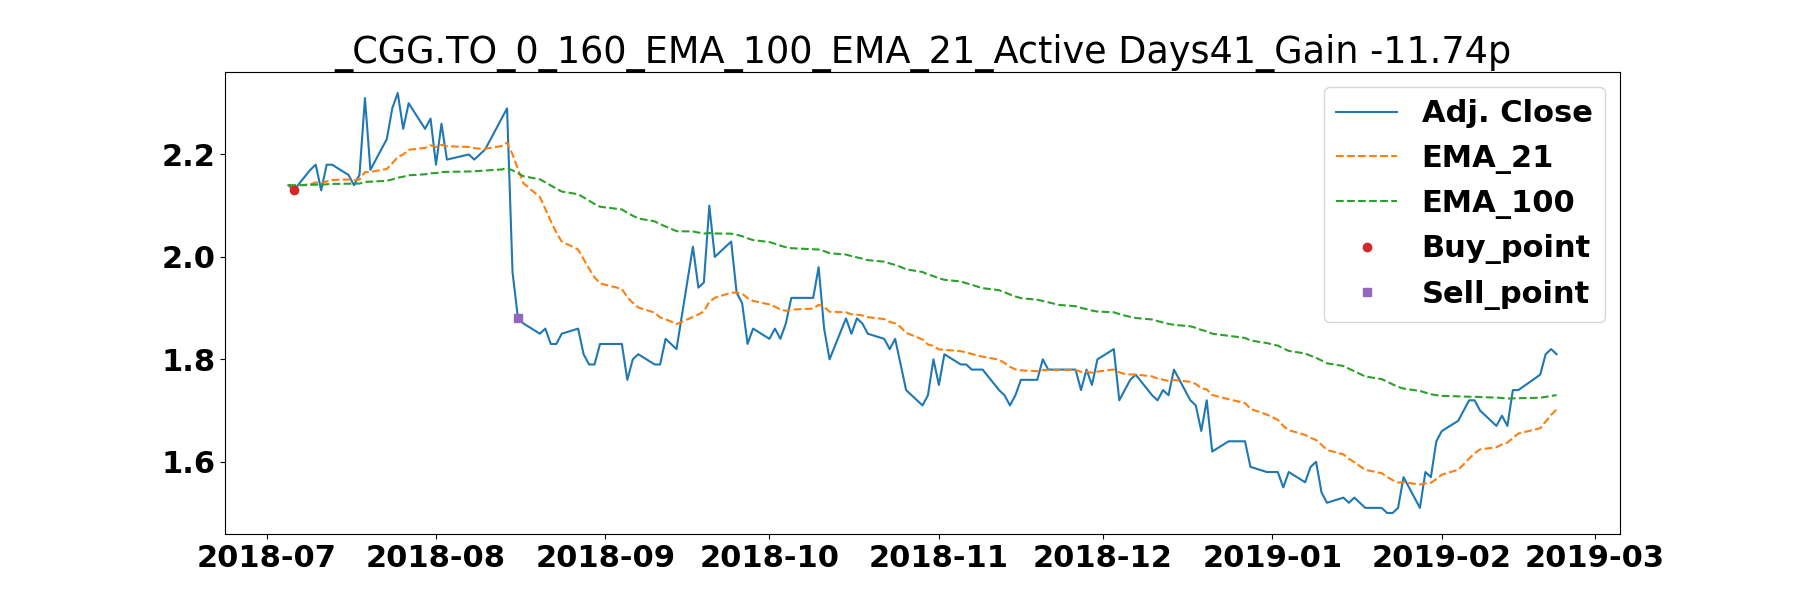 _CGG.TO_0_160_EMA_100_EMA_21_Active Days41_Gain -11.74p
Adj. Close
EMA_21
EMA_100
Buy_point
Sell_point
2.2
2.0
1.8
1.6
2018-07 2018-08 2018-09 2018-10 2018-11 2018-12 2019-01 2019-02 2019-03